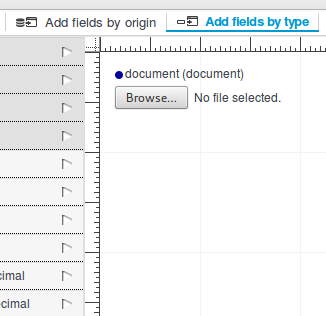 Add fields by origin
Add fields by type
document (document)
Browse... No file selected.
cimal
cimal